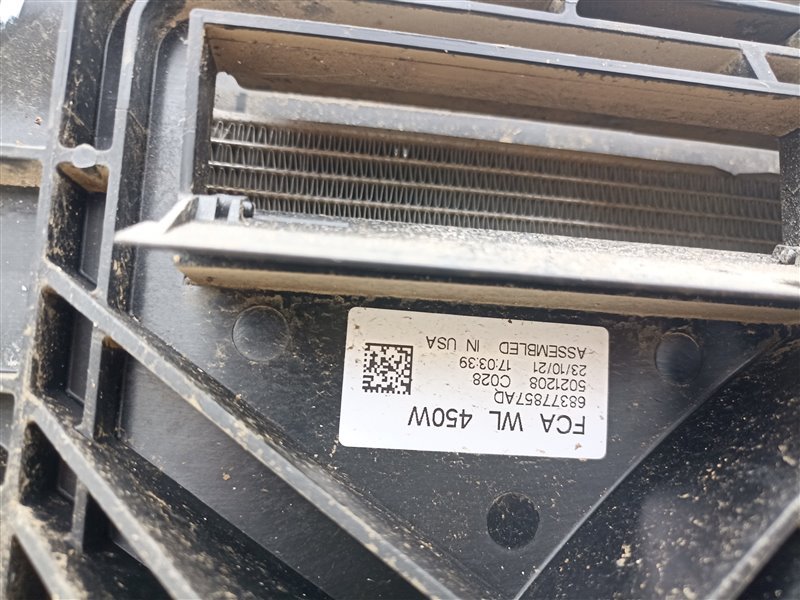 FCA WL 450W
68377857AD
5021208 C028
23/10/21 17:03:39
ASSEMBLED IN USA